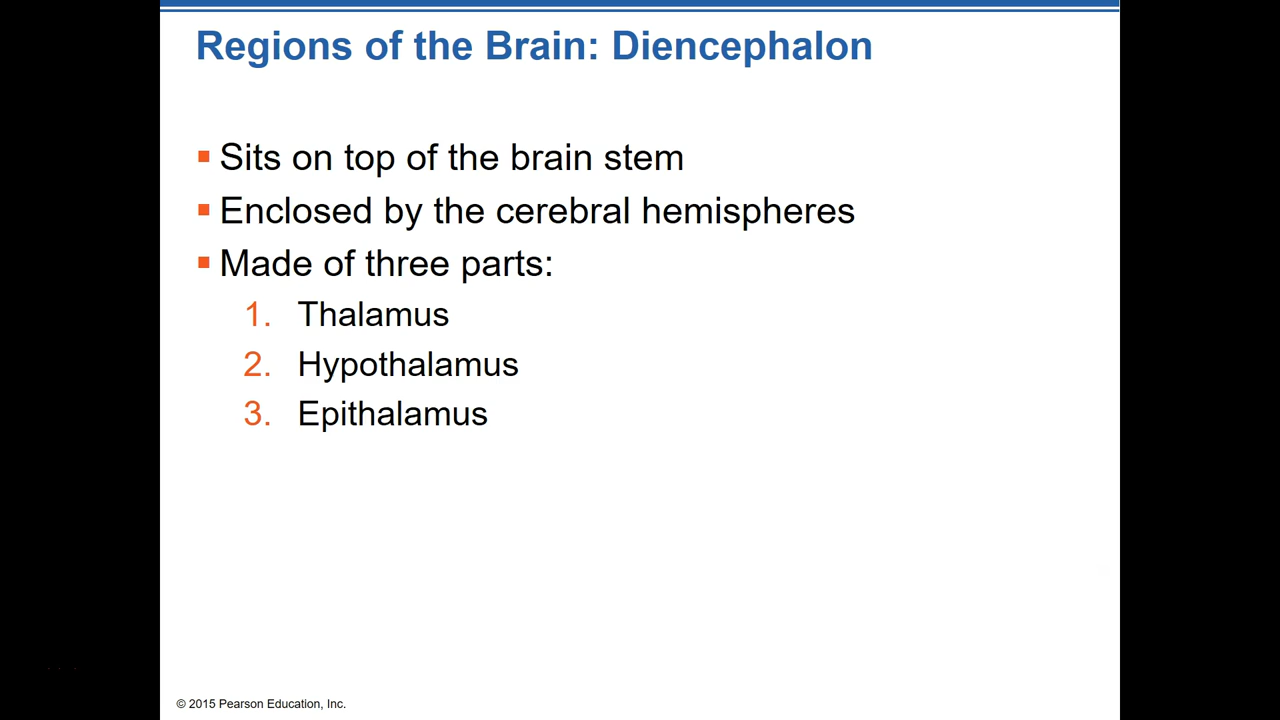 Regions of the Brain: Diencephalon
▪ Sits on top of the brain stem
▪ Enclosed by the cerebral hemispheres
▪ Made of three parts:
1. Thalamus
2. Hypothalamus
3. Epithalamus
© 2015 Pearson Education, Inc.